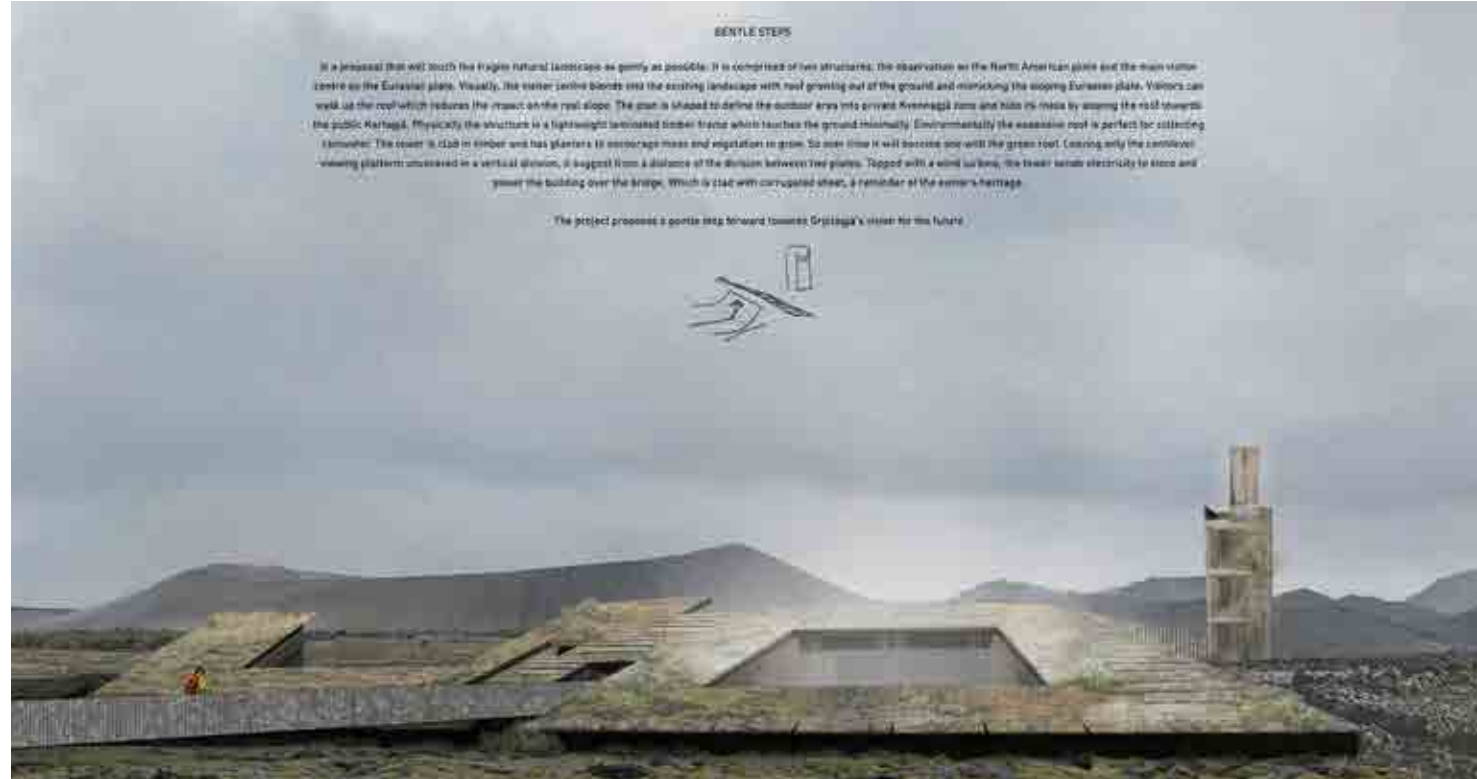 GENTLE STEPS
is a proposal that will touch the fragile natural landscape as gently as possible. It is comprised of two structures, the observation on the North American plate and the main visitor
centre on the Eurasian plate. Visually, the visitor centre blends into the existing landscape with roof growing out of the ground and mimicking the sloping Eurasian plate. Visitors can
walk up the roof which reduces the impact on the real slope. The plan is shaped to define the outdoor area into private Kvennagjá zone and hide its mass by sloping the roof towards
the public Karlagjá. Physically the structure is a lightweight laminated timber frame which touches the ground minimally. Environmentally the expansive roof is perfect for collecting
rainwater. The tower is clad in timber and has planters to encourage moss and vegetation to grow. So over time it will become one with the green roof. Leaving only the cantilever
viewing platform uncovered in a vertical division, it suggest from a distance of the division between two plates. Topped with a wind turbine, the tower sends electricity to store and
power the building over the bridge. Which is clad with corrugated sheet, a reminder of the owner's heritage.
The project proposes a gentle step forward towards Grjótagjá's vision for the future